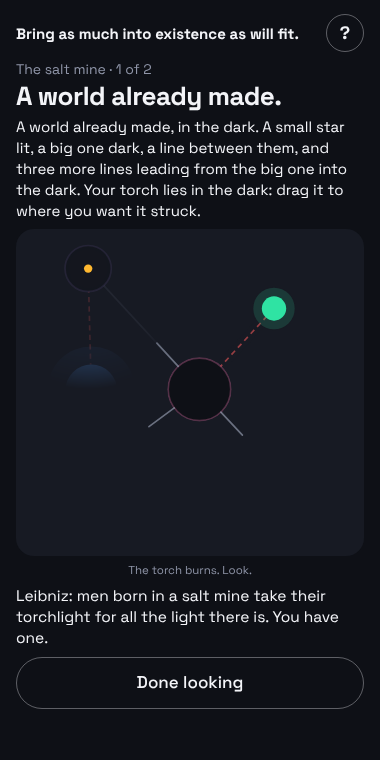 Bring as much into existence as will fit.
?
The salt mine · 1 of 2
A world already made.
A world already made, in the dark. A small star
lit, a big one dark, a line between them, and
three more lines leading from the big one into
the dark. Your torch lies in the dark: drag it to
where you want it struck.
The torch burns. Look.
Leibniz: men born in a salt mine take their
torchlight for all the light there is. You have
one.
Done looking